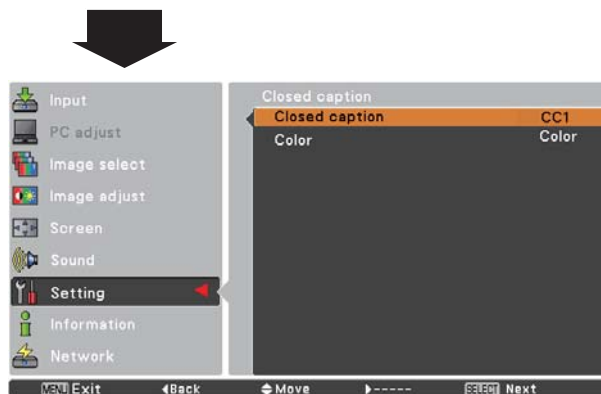 Input
PC adjust
Image select
Image adjust
Screen
Sound
Setting
Information
Network
Closed caption
Closed caption CC1
Color Color
MENU Exit ◀Back Move ▶----- SELECT Next